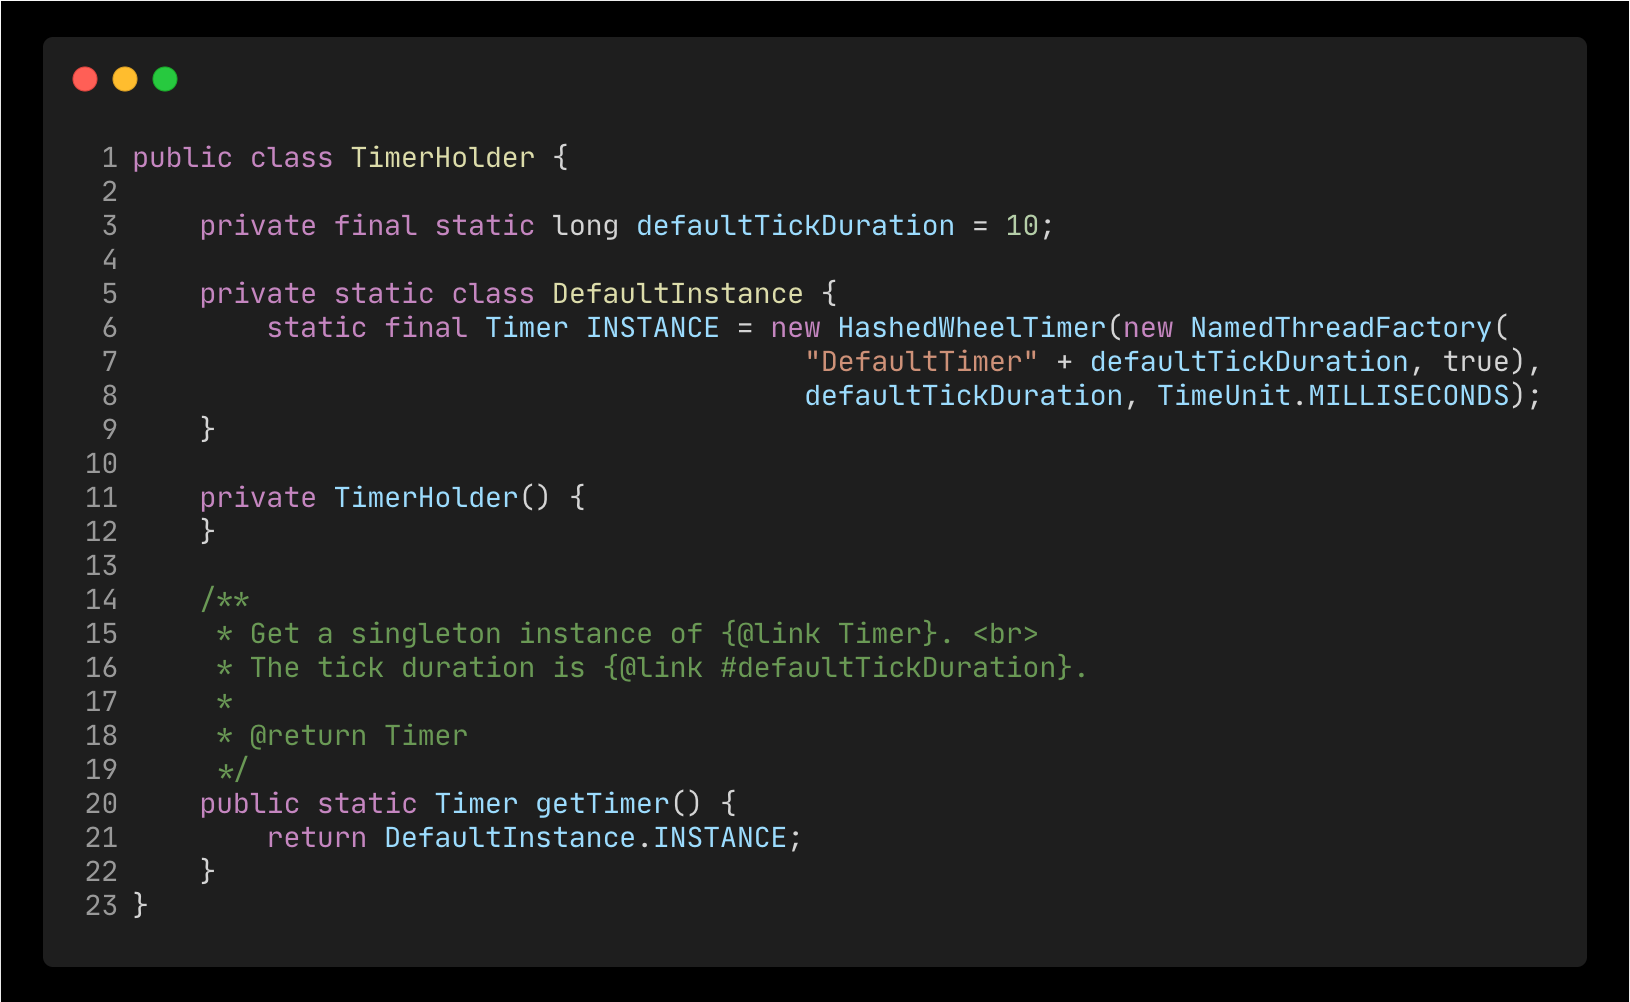 1 public class TimerHolder {
2
3     private final static long defaultTickDuration = 10;
4
5     private static class DefaultInstance {
6         static final Timer INSTANCE = new HashedWheelTimer(new NamedThreadFactory(
7                                         "DefaultTimer" + defaultTickDuration, true),
8                                         defaultTickDuration, TimeUnit.MILLISECONDS);
9     }
10
11     private TimerHolder() {
12     }
13
14     /**
15      * Get a singleton instance of {@link Timer}. <br>
16      * The tick duration is {@link #defaultTickDuration}.
17      *
18      * @return Timer
19      */
20     public static Timer getTimer() {
21         return DefaultInstance.INSTANCE;
22     }
23 }